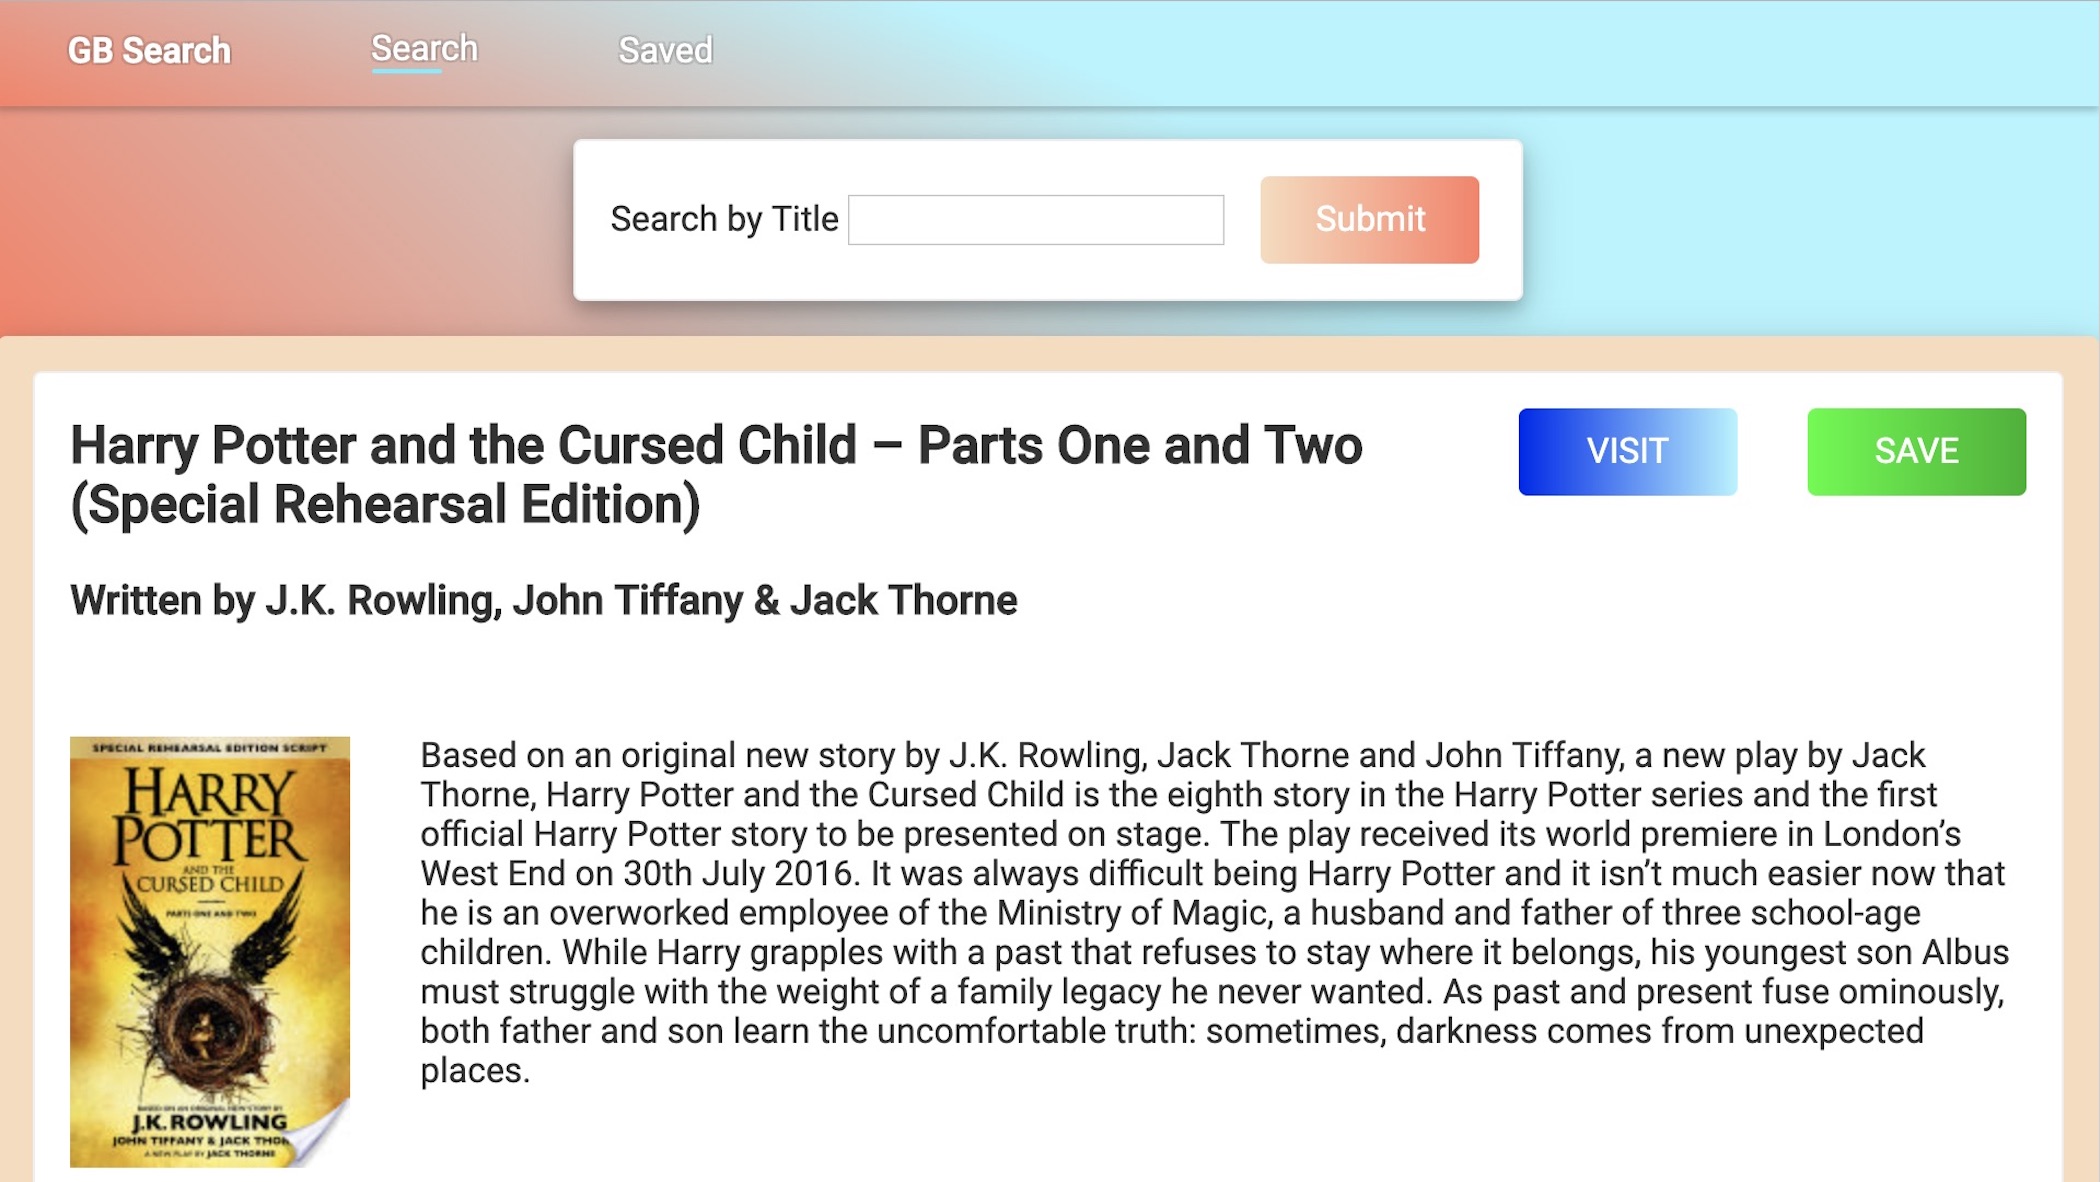 GB Search Search Saved
Search by Title Submit
Harry Potter and the Cursed Child – Parts One and Two
(Special Rehearsal Edition)
VISIT SAVE
Written by J.K. Rowling, John Tiffany & Jack Thorne
SPECIAL REHEARSAL EDITION SCRIPT
HARRY
POTTER
AND THE
CURSED CHILD
PARTS ONE AND TWO
BASED ON AN ORIGINAL NEW STORY BY
J.K. ROWLING
JOHN TIFFANY & JACK THOR
A NEW PLAY BY JACK THORNE
Based on an original new story by J.K. Rowling, Jack Thorne and John Tiffany, a new play by Jack
Thorne, Harry Potter and the Cursed Child is the eighth story in the Harry Potter series and the first
official Harry Potter story to be presented on stage. The play received its world premiere in London’s
West End on 30th July 2016. It was always difficult being Harry Potter and it isn’t much easier now that
he is an overworked employee of the Ministry of Magic, a husband and father of three school-age
children. While Harry grapples with a past that refuses to stay where it belongs, his youngest son Albus
must struggle with the weight of a family legacy he never wanted. As past and present fuse ominously,
both father and son learn the uncomfortable truth: sometimes, darkness comes from unexpected
places.